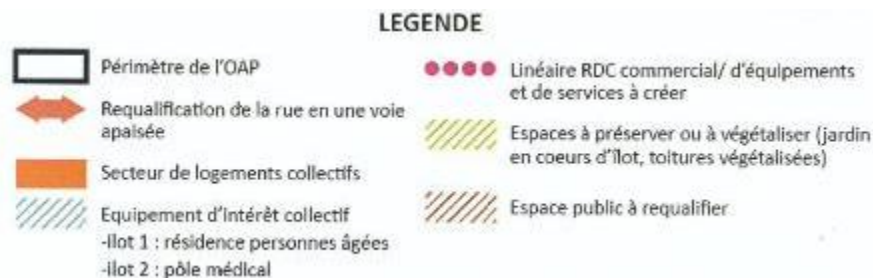 LEGENDE
Périmètre de l'OAP
Requalification de la rue en une voie
apaisée
Secteur de logements collectifs
Equipement d'intérêt collectif
-ilot 1 : résidence personnes âgées
-ilot 2 : pôle médical
Linéaire RDC commercial/ d'équipements
et de services à créer
Espaces à préserver ou à végétaliser (jardin
en coeurs d'îlot, toitures végétalisées)
Espace public à requalifier